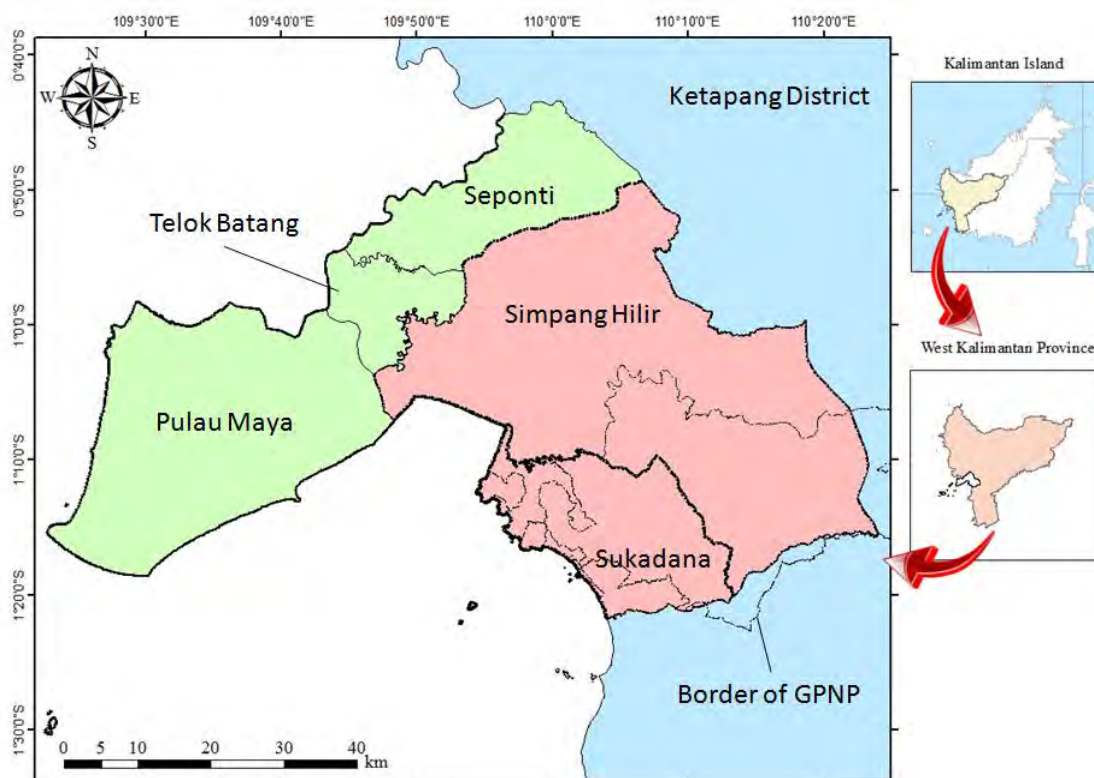 109°30'0"E 109°40'0"E 109°50'0"E 110°0'0"E 110°10'0"E 110°20'0"E
0°40'0"S
0°50'0"S
1°0'0"S
1°10'0"S
1°20'0"S
1°30'0"S
N
W E
S
Ketapang District
Seponti
Telok Batang
Simpang Hilir
Pulau Maya
Sukadana
Border of GPNP
0 5 10 20 30 40
km
Kalimantan Island
West Kalimantan Province